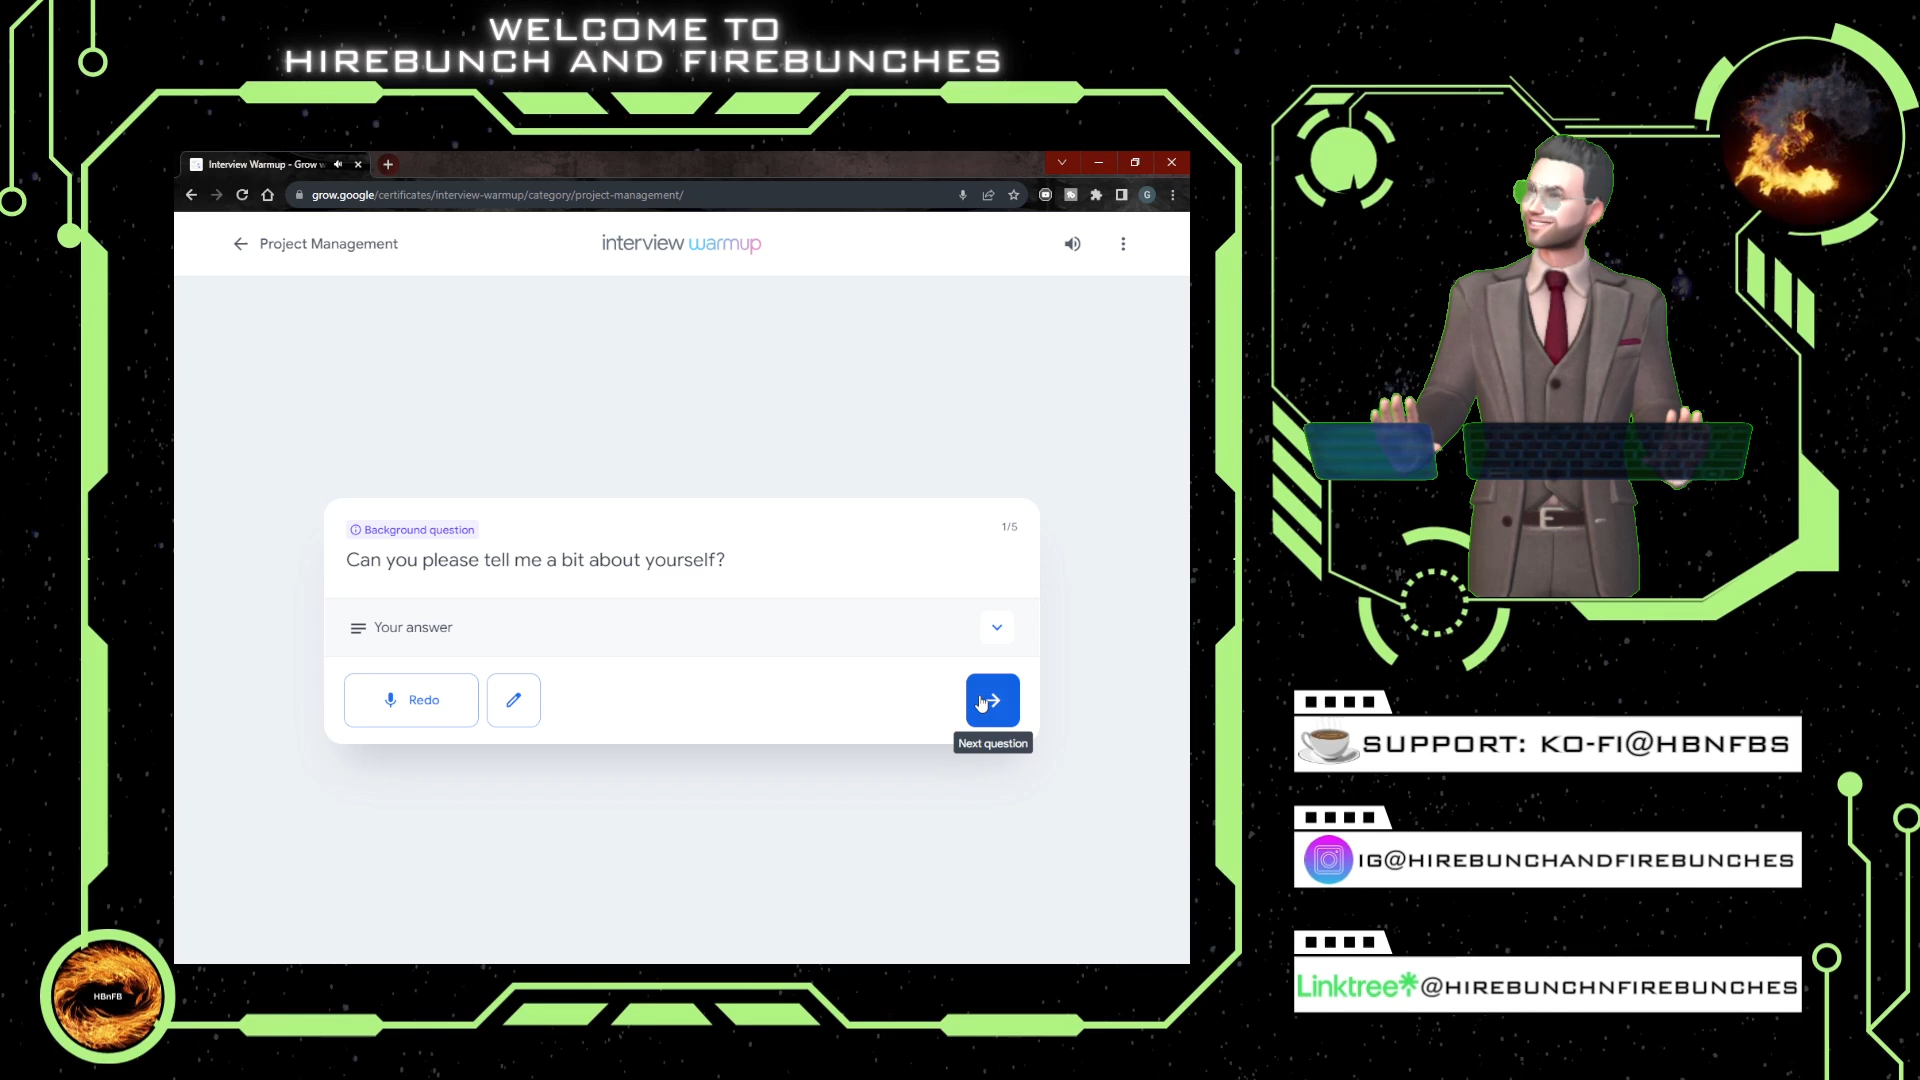 WELCOME TO
HIREBUNCH AND FIREBUNCHES
Interview Warmup - Grow w
grow.google/certificates/interview-warmup/category/project-management/
G
Project Management
interview warmup
Background question
1/5
Can you please tell me a bit about yourself?
Your answer
Redo
Next question
SUPPORT: KO-FI@HBNFBS
IG@HIREBUNCHANDFIREBUNCHES
Linktree*@HIREBUNCHNFIREBUNCHES
HBnFB